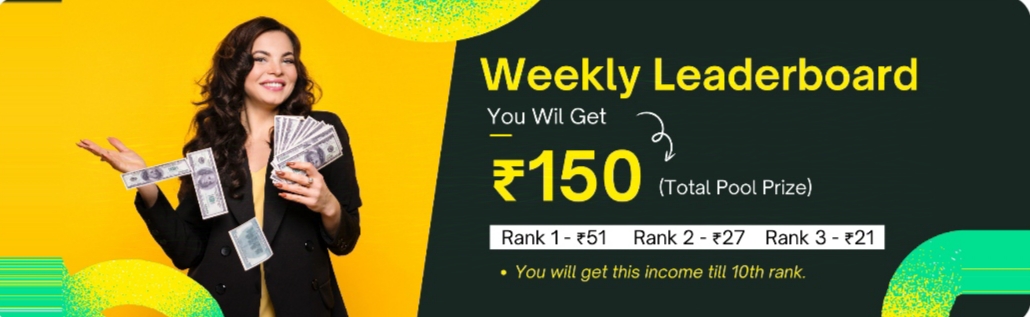 Weekly Leaderboard
You Wil Get
₹150 (Total Pool Prize)
Rank 1 - ₹51 Rank 2 - ₹27 Rank 3 - ₹21
• You will get this income till 10th rank.